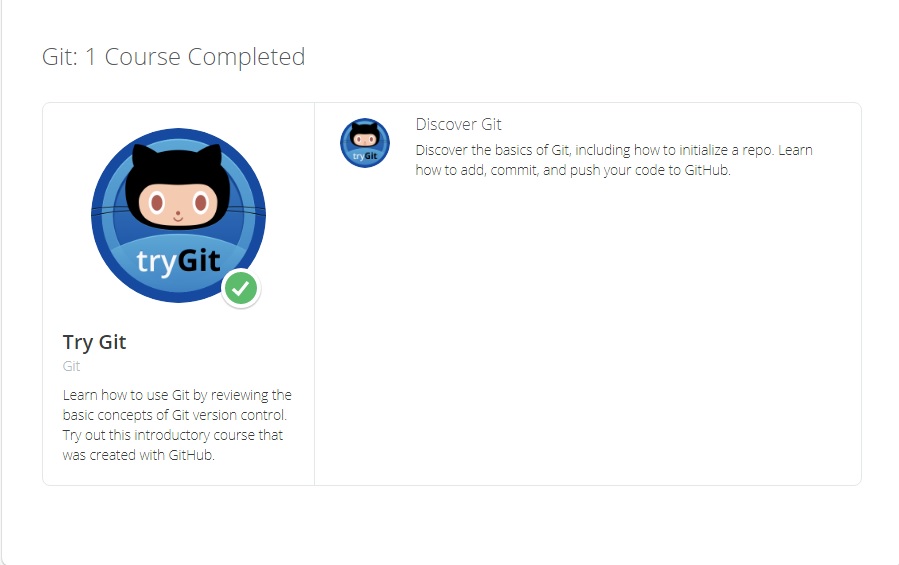 Git: 1 Course Completed
tryGit
Try Git
Git
Learn how to use Git by reviewing the
basic concepts of Git version control.
Try out this introductory course that
was created with GitHub.
tryGit
Discover Git
Discover the basics of Git, including how to initialize a repo. Learn
how to add, commit, and push your code to GitHub.